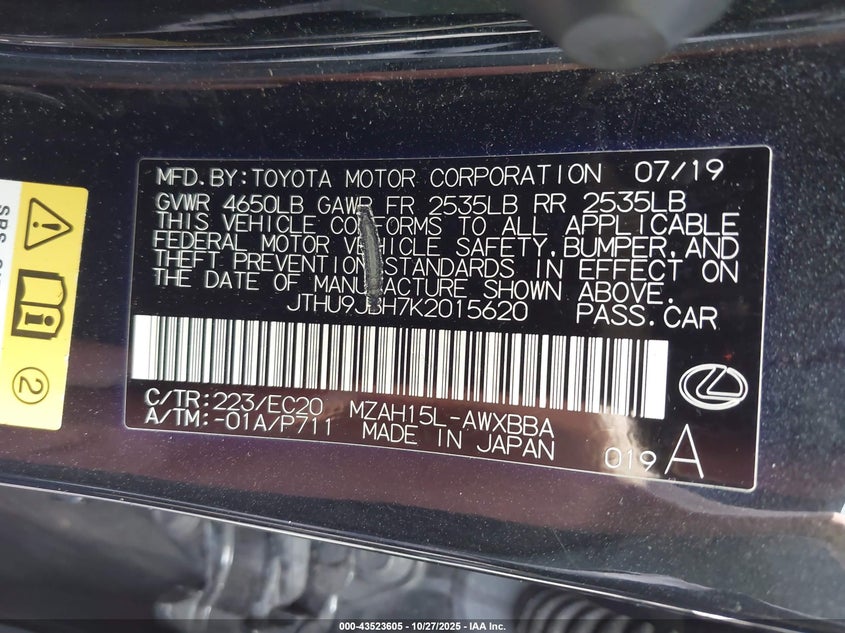 MFD.BY:TOYOTA MOTOR CORPORATION 07/19
GVWR 4650LB GAWR FR 2535LB RR 2535LB
THIS VEHICLE CONFORMS TO ALL APPLICABLE
FEDERAL MOTOR VEHICLE SAFETY,BUMPER,AND
THEFT PREVENTION STANDARDS IN EFFECT ON
THE DATE OF MANUFACTURE SHOWN ABOVE.
JTHU9JBH7K2015620 PASS.CAR
C/TR:223/EC20 MZAH15L-AWXBBA
A/TM:-01A/P711 MADE IN JAPAN
019 A
2
000-43523605 | 10/27/2025 - IAA Inc.